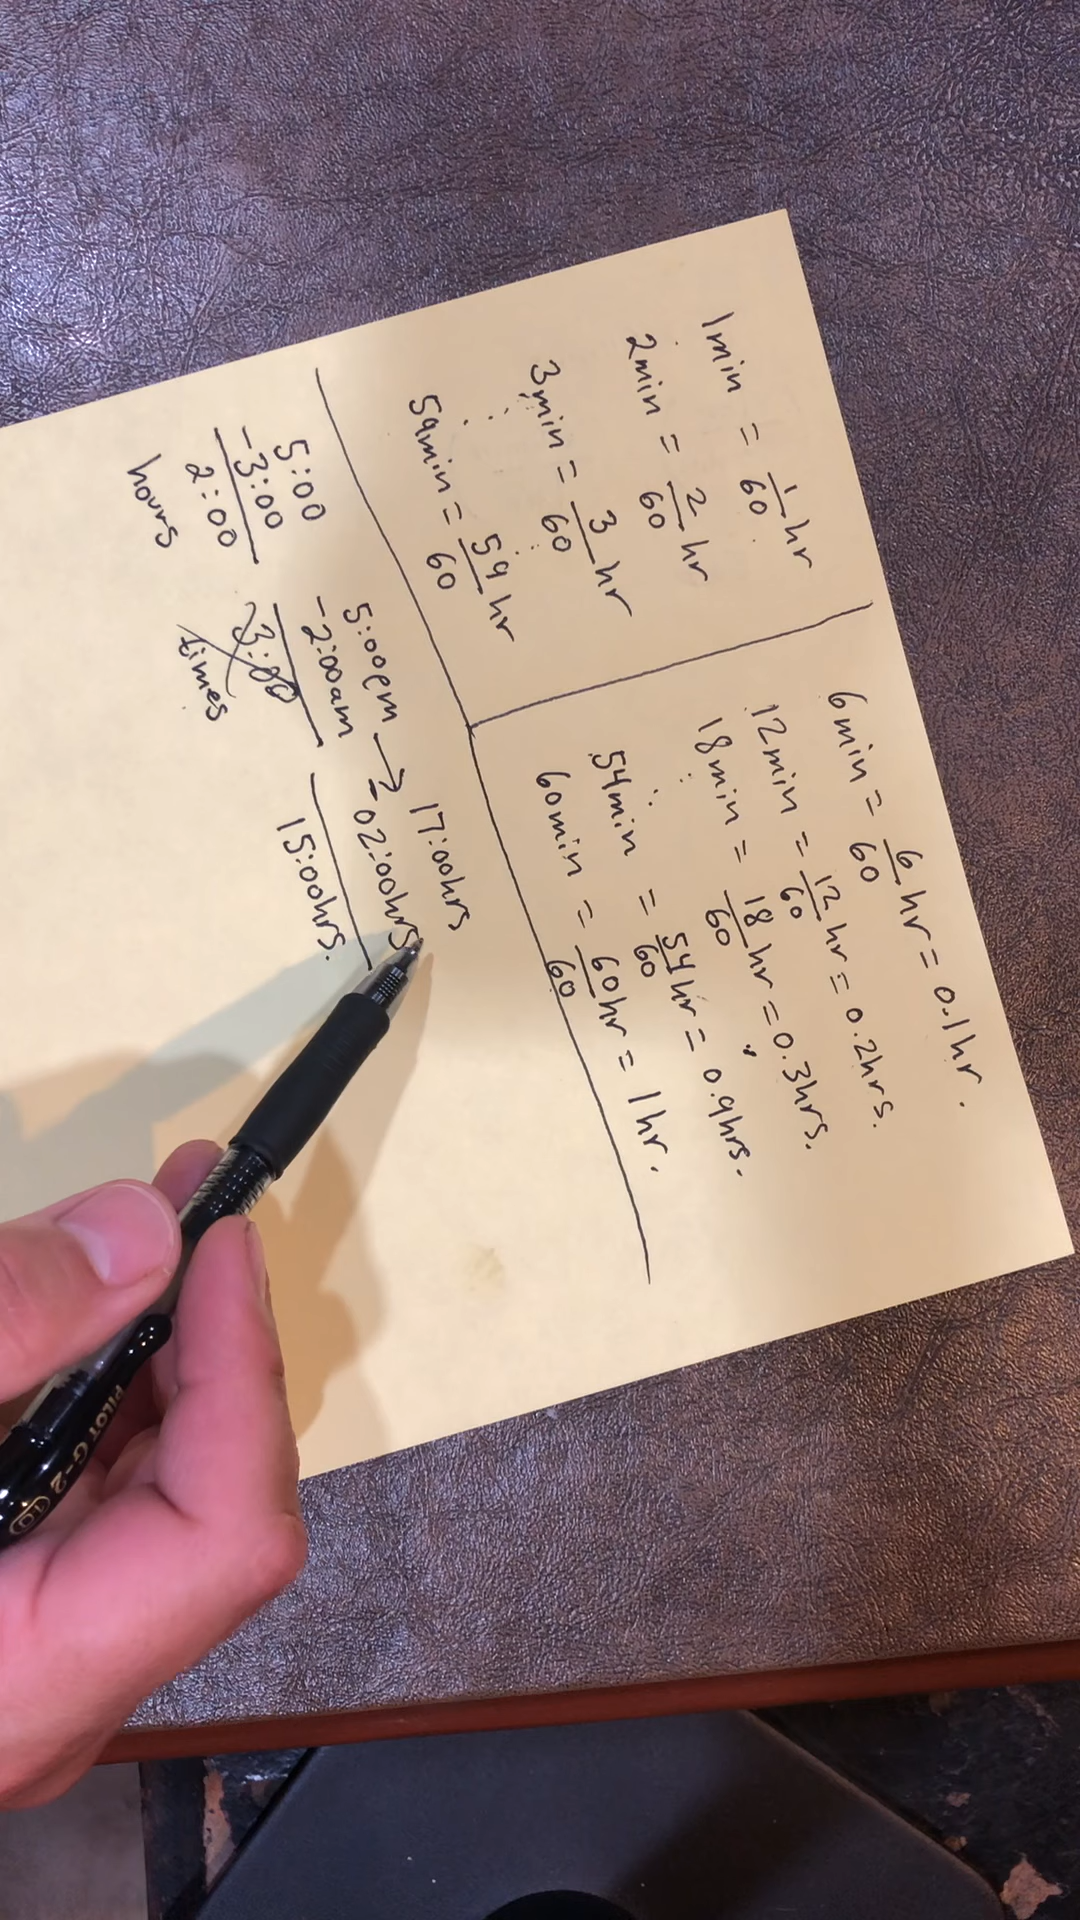 1min = 1/60 hr
2min = 2/60 hr
3min = 3/60 hr
⋮ ⋮
59min = 59/60 hr
6min = 6/60 hr = 0.1hr.
12min = 12/60 hr = 0.2hrs.
18min = 18/60 hr = 0.3hrs.
⋮
54min = 54/60 hr = 0.9hrs.
60min = 60/60 hr = 1hr.
5:00
-3:00
2:00
hours
5:00pm →
-2:00am
3:00
times
17:00hrs
- 02:00hrs
15:00hrs.
PILOT G-2 10